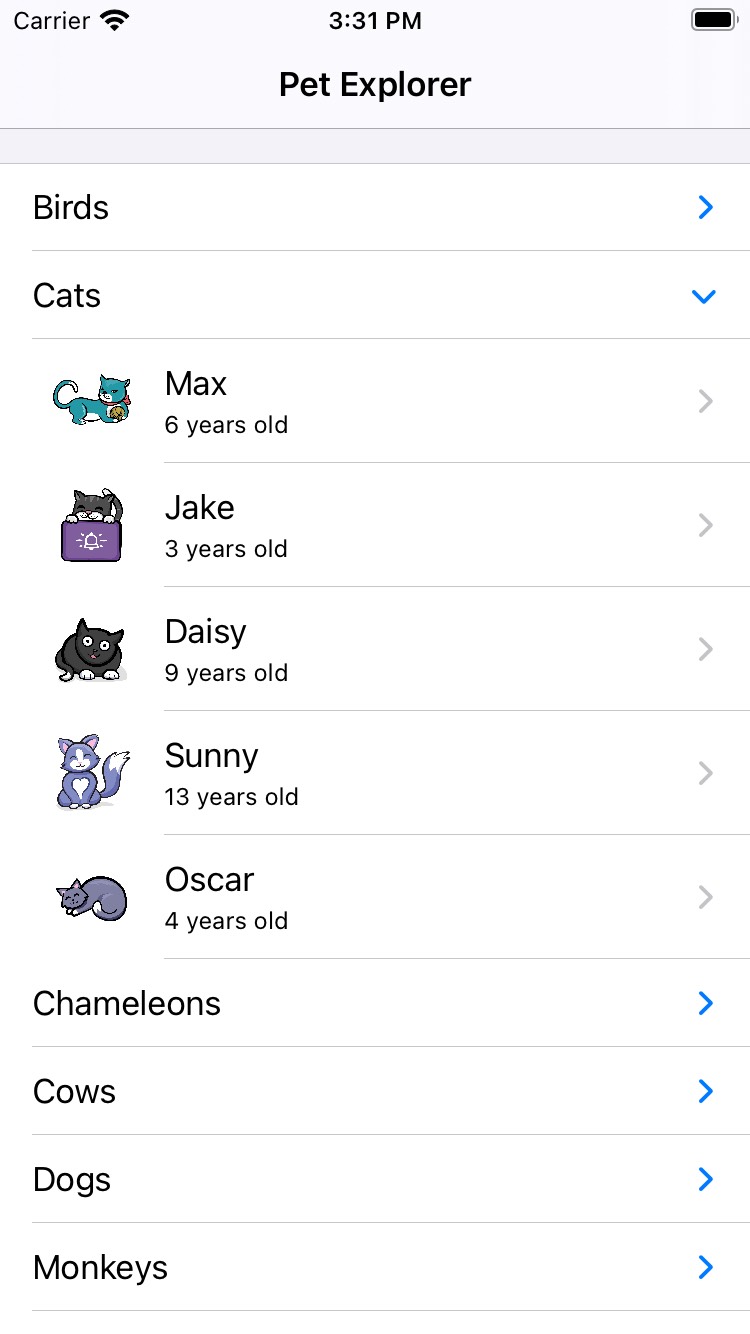 Carrier 3:31 PM
Pet Explorer
Birds
Cats
Max
6 years old
Jake
3 years old
Daisy
9 years old
Sunny
13 years old
Oscar
4 years old
Chameleons
Cows
Dogs
Monkeys